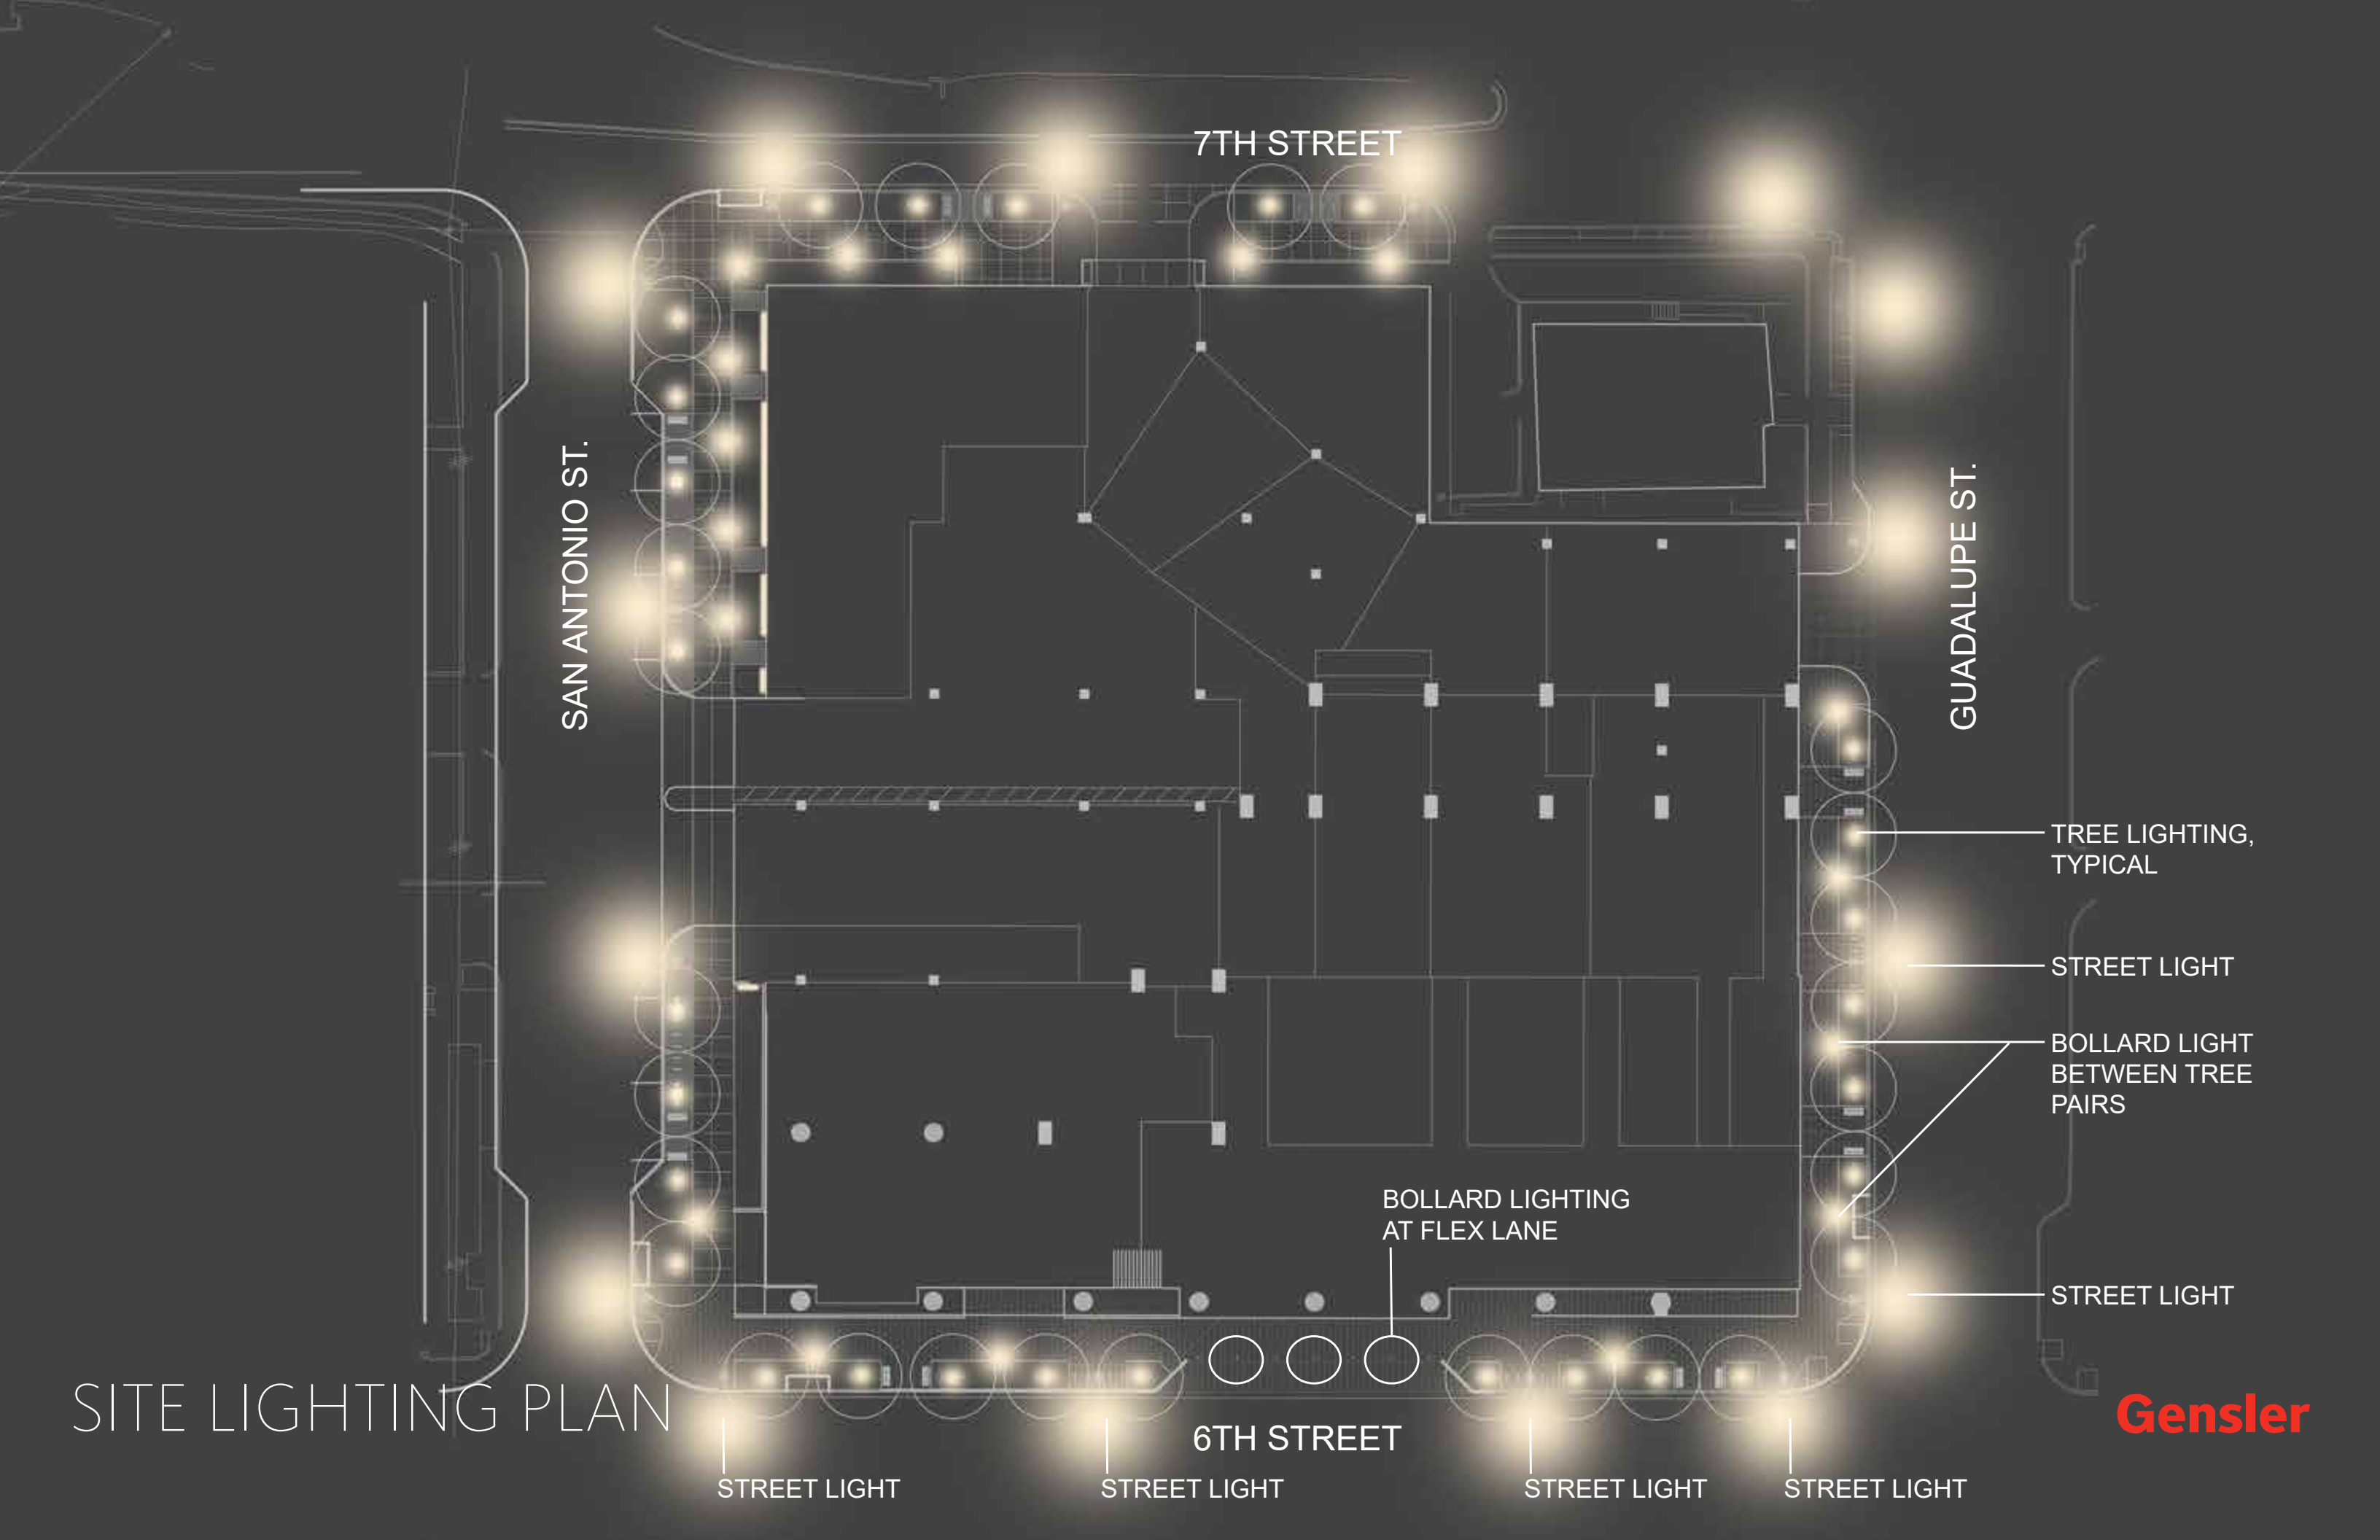 7TH STREET
SAN ANTONIO ST.
GUADALUPE ST.
TREE LIGHTING,
TYPICAL
STREET LIGHT
BOLLARD LIGHT
BETWEEN TREE
PAIRS
BOLLARD LIGHTING
AT FLEX LANE
STREET LIGHT
SITE LIGHTING PLAN
6TH STREET
Gensler
STREET LIGHT
STREET LIGHT
STREET LIGHT
STREET LIGHT